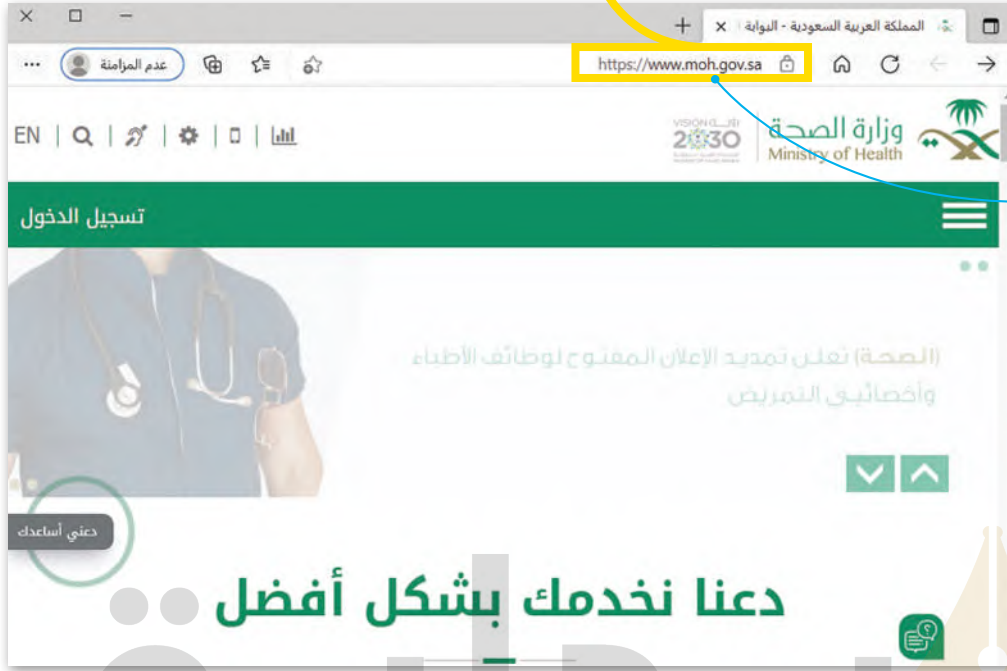 المملكة العربية السعودية - البوابة
https://www.moh.gov.sa
عدم المزامنة
وزارة الصحة
Ministry of Health
VISION رؤية
2030
EN
تسجيل الدخول
(الصحة) تعلن تمديد الإعلان المفتوح لوظائف الأطباء
وأخصائيي التمريض
دعني أساعدك
دعنا نخدمك بشكل أفضل